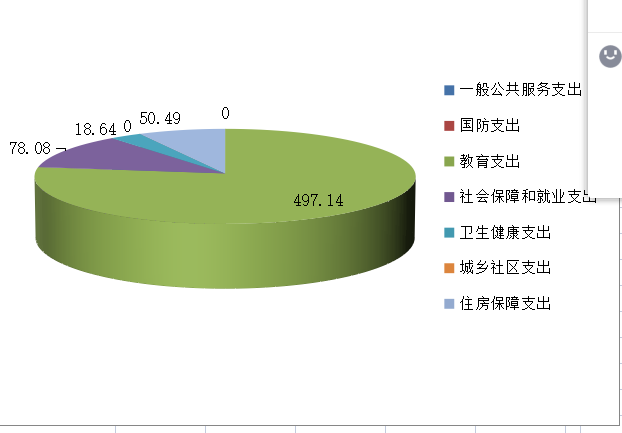 0
50.49
0
18.64
78.08
497.14
一般公共服务支出
国防支出
教育支出
社会保障和就业支出
卫生健康支出
城乡社区支出
住房保障支出